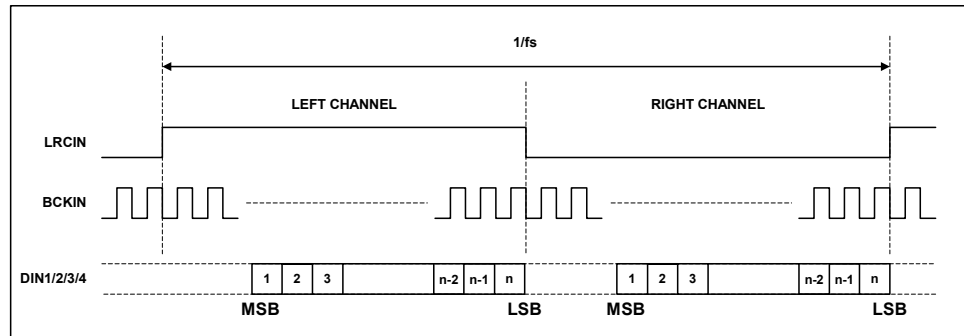 1/fs
LEFT CHANNEL RIGHT CHANNEL
LRCIN
BCKIN
DIN1/2/3/4 1 2 3 n-2 n-1 n 1 2 3 n-2 n-1 n
MSB LSB MSB LSB